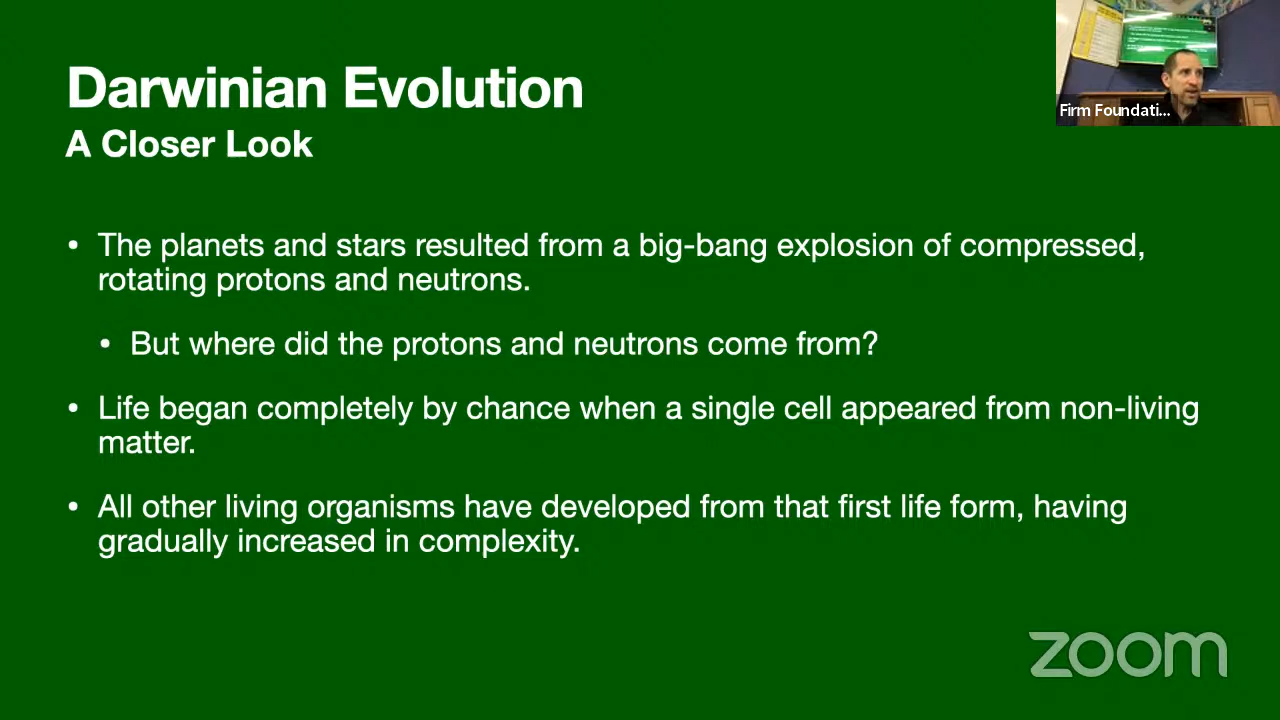 Darwinian Evolution
A Closer Look
Firm Foundati...
• The planets and stars resulted from a big-bang explosion of compressed,
rotating protons and neutrons.
• But where did the protons and neutrons come from?
• Life began completely by chance when a single cell appeared from non-living
matter.
• All other living organisms have developed from that first life form, having
gradually increased in complexity.
zoom